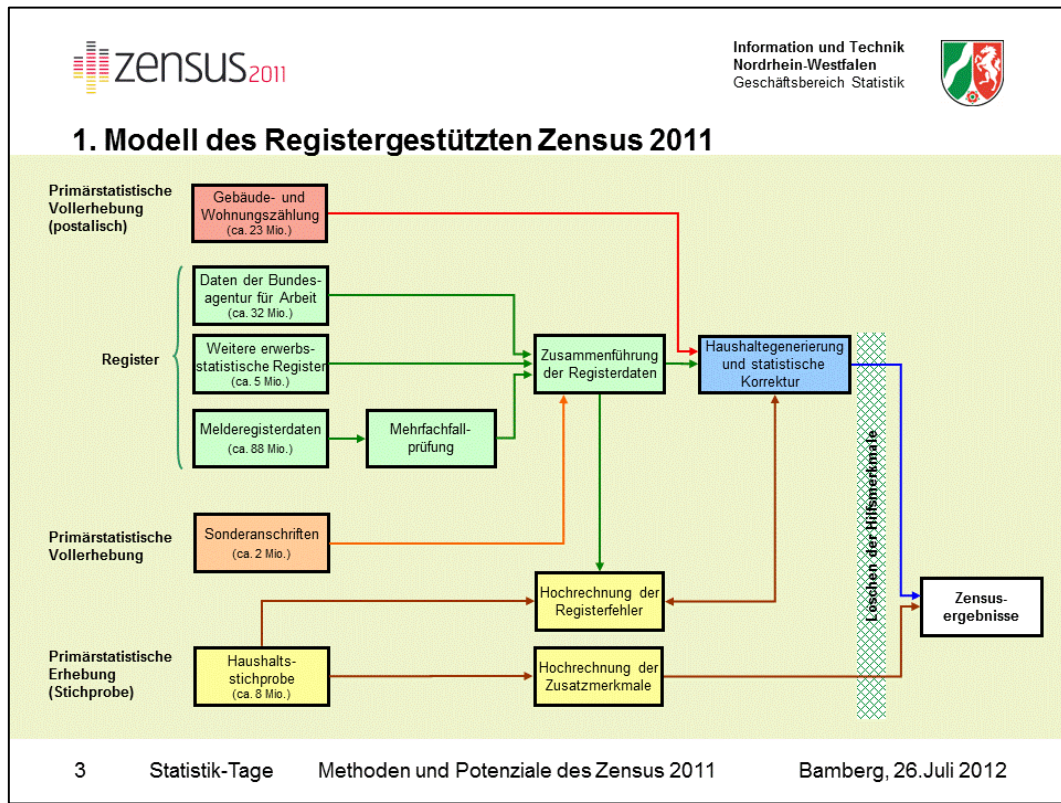 zensus2011
Information und Technik
Nordrhein-Westfalen
Geschäftsbereich Statistik
1. Modell des Registergestützten Zensus 2011
Primärstatistische
Vollerhebung
(postalisch)
Gebäude- und
Wohnungszählung
(ca. 23 Mio.)
Register
Daten der Bundes-
agentur für Arbeit
(ca. 32 Mio.)
Weitere erwerbs-
statistische Register
(ca. 5 Mio.)
Melderegisterdaten
(ca. 88 Mio.)
Mehrfachfall-
prüfung
Zusammenführung
der Registerdaten
Haushaltegenerierung
und statistische
Korrektur
Löschen der Hilfsmerkmale
Primärstatistische
Vollerhebung
Sonderanschriften
(ca. 2 Mio.)
Hochrechnung der
Registerfehler
Zensus-
ergebnisse
Primärstatistische
Erhebung
(Stichprobe)
Haushalts-
stichprobe
(ca. 8 Mio.)
Hochrechnung der
Zusatzmerkmale
3 Statistik-Tage Methoden und Potenziale des Zensus 2011 Bamberg, 26.Juli 2012